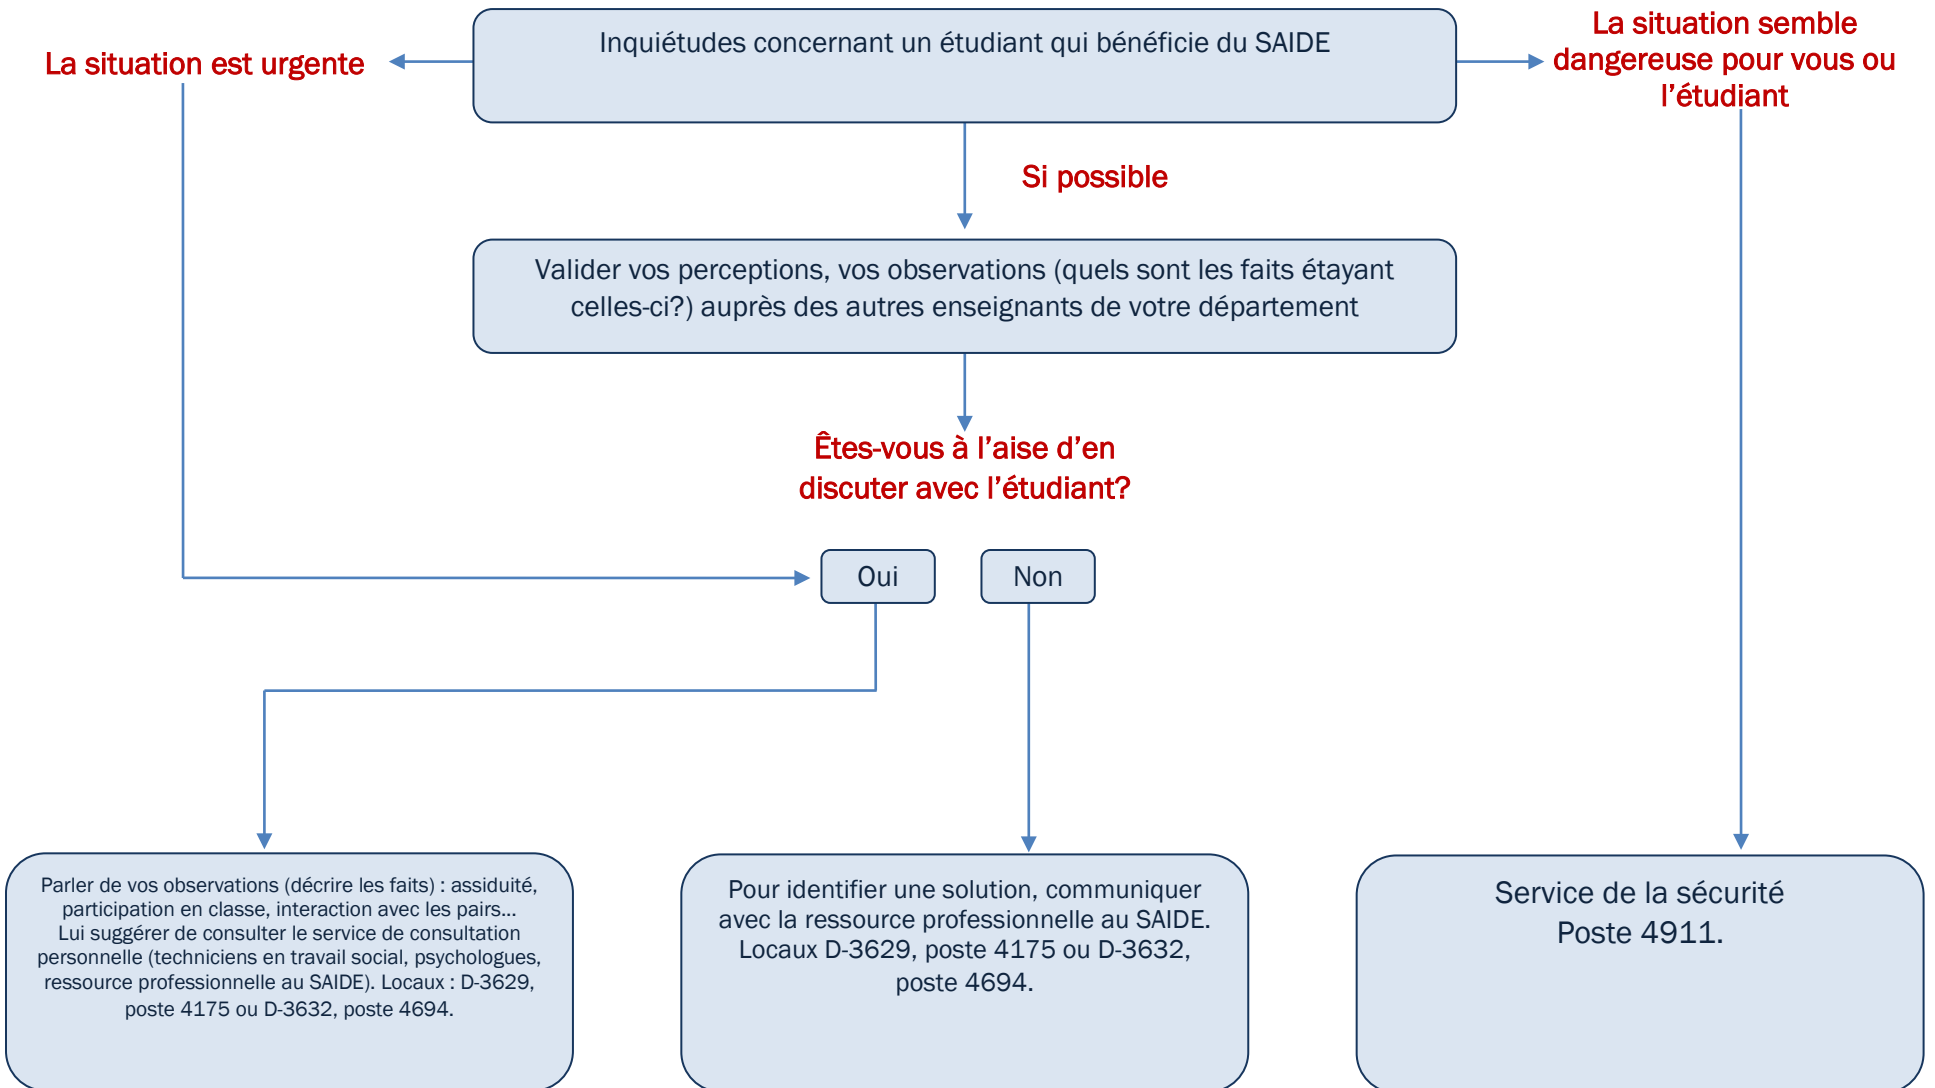 La situation est urgente
Inquiétudes concernant un étudiant qui bénéficie du SAIDE
La situation semble
dangereuse pour vous ou
l’étudiant
Si possible
Valider vos perceptions, vos observations (quels sont les faits étayant
celles-ci?) auprès des autres enseignants de votre département
Êtes-vous à l’aise d’en
discuter avec l’étudiant?
Oui
Non
Parler de vos observations (décrire les faits) : assiduité,
participation en classe, interaction avec les pairs…
Lui suggérer de consulter le service de consultation
personnelle (techniciens en travail social, psychologues,
ressource professionnelle au SAIDE). Locaux : D-3629,
poste 4175 ou D-3632, poste 4694.
Pour identifier une solution, communiquer
avec la ressource professionnelle au SAIDE.
Locaux D-3629, poste 4175 ou D-3632,
poste 4694.
Service de la sécurité
Poste 4911.